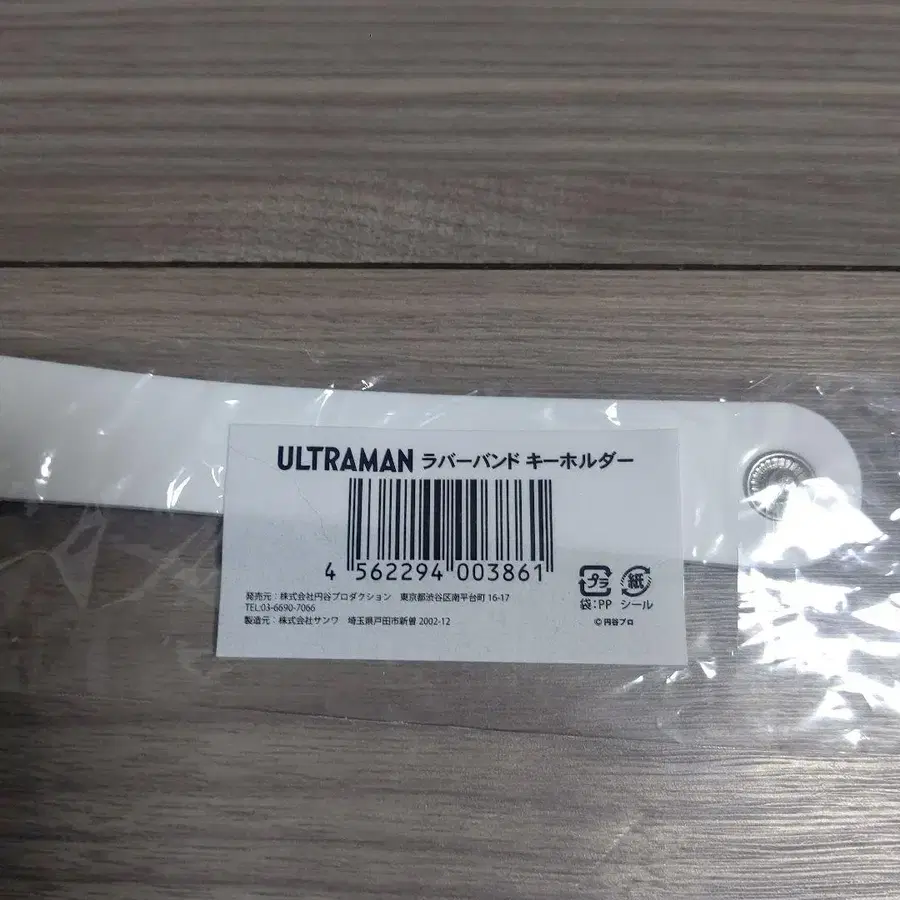 ULTRAMAN ラバーバンド キーホルダー
4 562294 003861
発売元：株式会社円谷プロダクション 東京都渋谷区南平台町 16-17
TEL:03-6690-7066
製造元：株式会社サンワ 埼玉県戸田市新曽 2002-12
プラ 紙
袋：PP シール
©円谷プロ